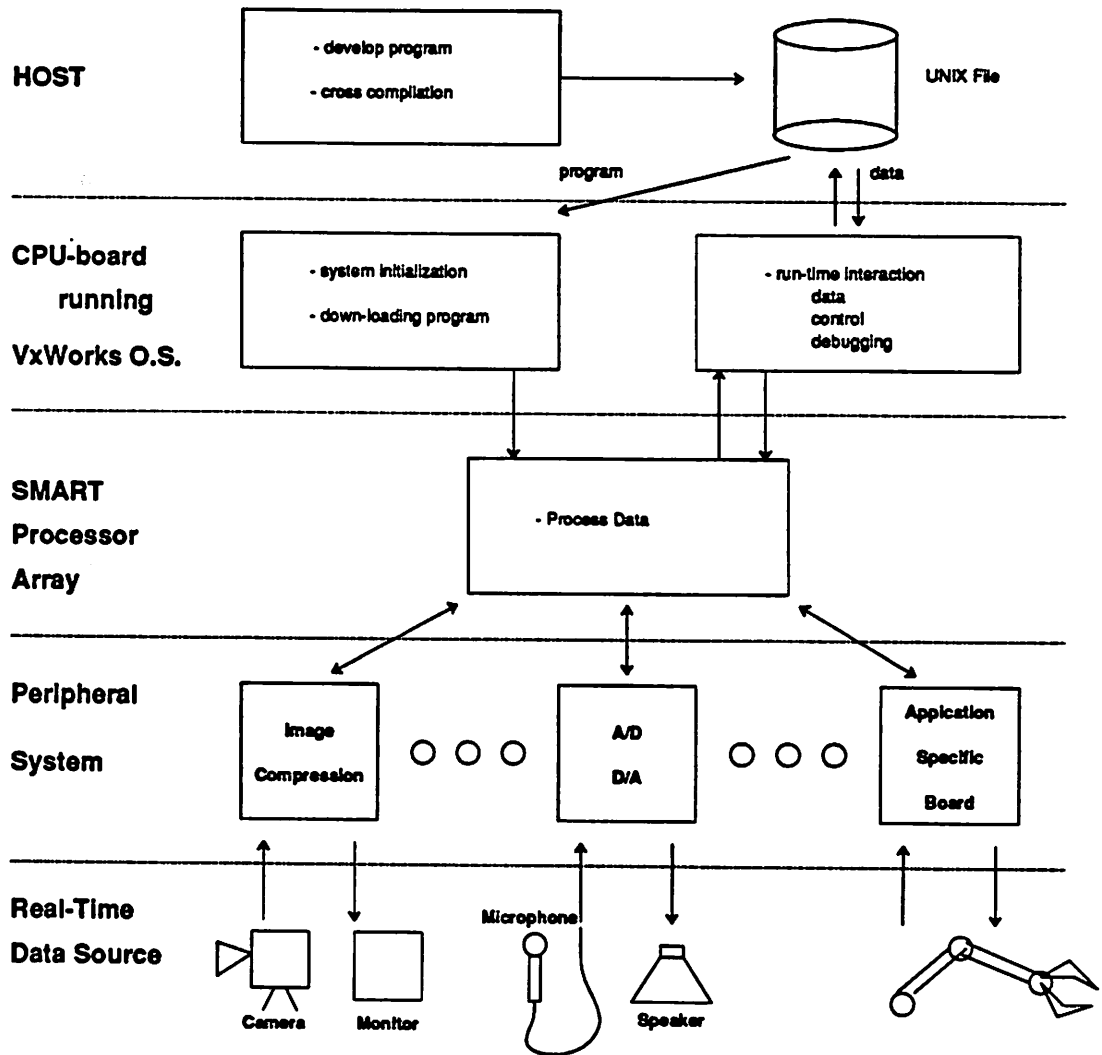 HOST
- develop program
- cross compilation
UNIX File
program
data
CPU-board
running
VxWorks O.S.
- system initialization
- down-loading program
- run-time interaction
data
control
debugging
SMART
Processor
Array
- Process Data
Peripheral
System
Image
Compression
A/D
D/A
Appication
Specific
Board
Real-Time
Data Source
Camera
Monitor
Microphone
Speaker